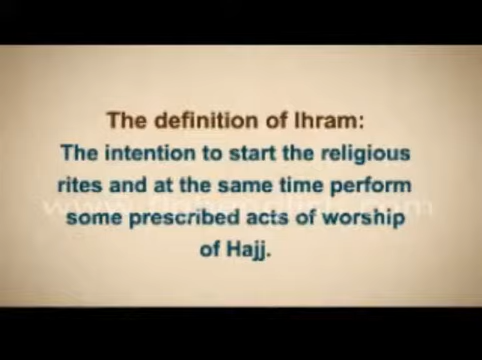 The definition of Ihram:
The intention to start the religious
rites and at the same time perform
some prescribed acts of worship
of Hajj.